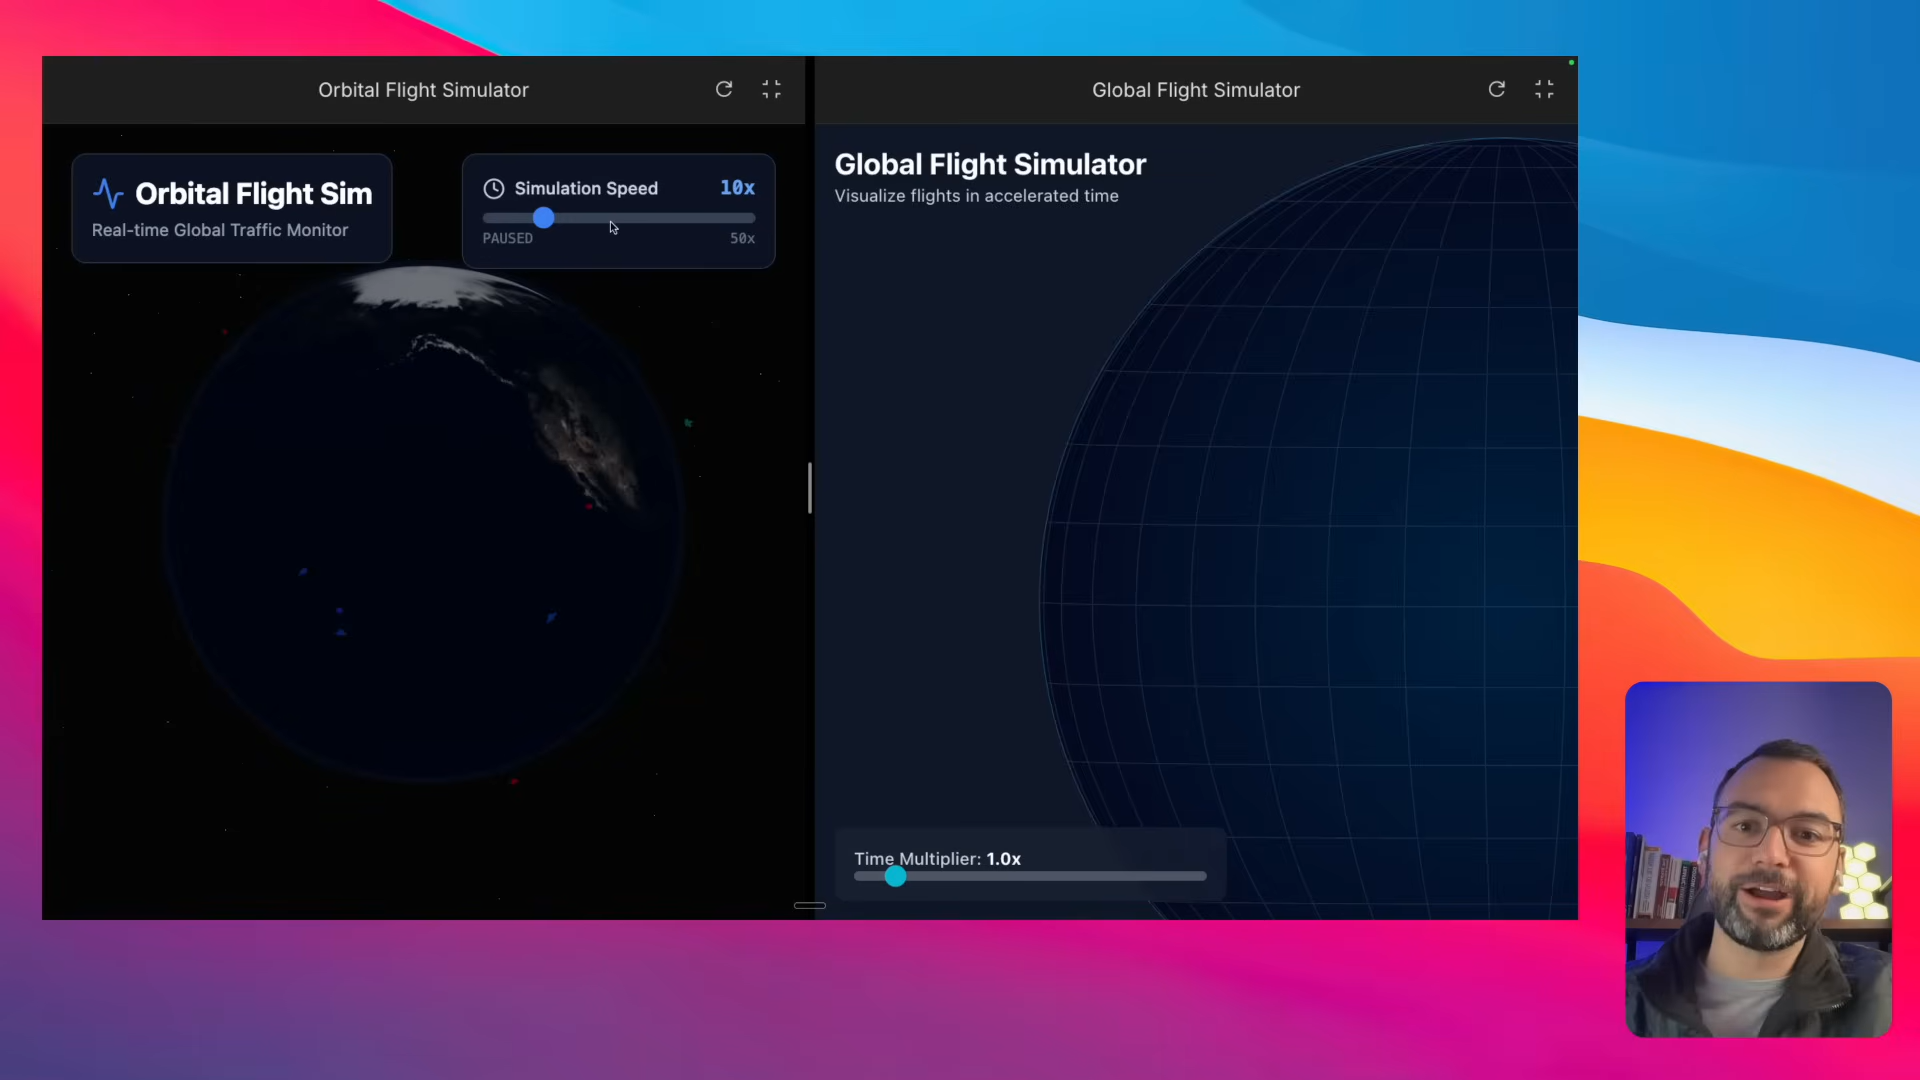 Orbital Flight Simulator
Orbital Flight Sim
Real-time Global Traffic Monitor
Simulation Speed 10x
PAUSED 50x
Global Flight Simulator
Global Flight Simulator
Visualize flights in accelerated time
Time Multiplier: 1.0x